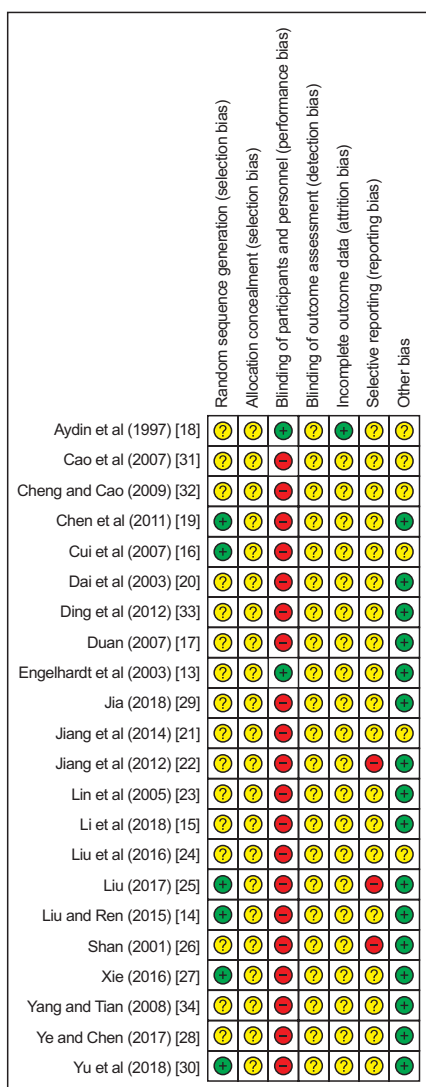 Random sequence generation (selection bias)
Allocation concealment (selection bias)
Blinding of participants and personnel (performance bias)
Blinding of outcome assessment (detection bias)
Incomplete outcome data (attrition bias)
Selective reporting (reporting bias)
Other bias
Aydin et al (1997) [18] ? ? + ? + ? ?
Cao et al (2007) [31] ? ? − ? ? ? ?
Cheng and Cao (2009) [32] ? ? − ? ? ? ?
Chen et al (2011) [19] + ? − ? ? ? +
Cui et al (2007) [16] + ? − ? ? ? ?
Dai et al (2003) [20] ? ? − ? ? ? +
Ding et al (2012) [33] ? ? − ? ? ? +
Duan (2007) [17] ? ? − ? ? ? +
Engelhardt et al (2003) [13] ? ? + ? ? ? +
Jia (2018) [29] ? ? − ? ? ? +
Jiang et al (2014) [21] ? ? − ? ? ? ?
Jiang et al (2012) [22] ? ? − ? ? − +
Lin et al (2005) [23] ? ? − ? ? ? +
Li et al (2018) [15] ? ? − ? ? ? +
Liu et al (2016) [24] ? ? − ? ? ? ?
Liu (2017) [25] + ? − ? ? − +
Liu and Ren (2015) [14] + ? − ? ? ? +
Shan (2001) [26] ? ? − ? ? − +
Xie (2016) [27] + ? − ? ? ? +
Yang and Tian (2008) [34] ? ? − ? ? ? +
Ye and Chen (2017) [28] ? ? − ? ? ? +
Yu et al (2018) [30] + ? − ? ? ? +